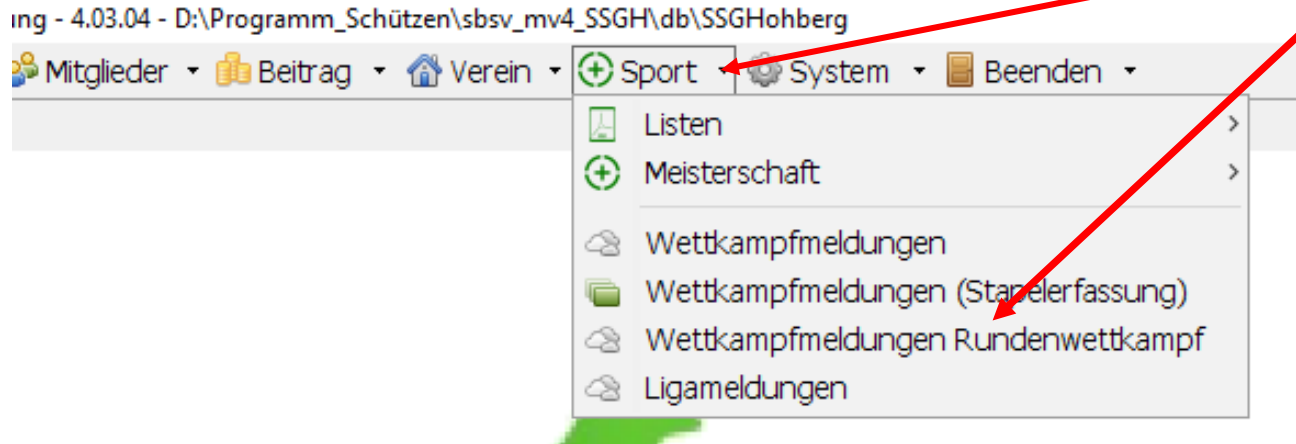 ung - 4.03.04 - D:\Programm_Schützen\sbsv_mv4_SSGH\db\SSGHohberg
Mitglieder Beitrag Verein Sport System Beenden
Listen
Meisterschaft
Wettkampfmeldungen
Wettkampfmeldungen (Stapelerfassung)
Wettkampfmeldungen Rundenwettkampf
Ligameldungen